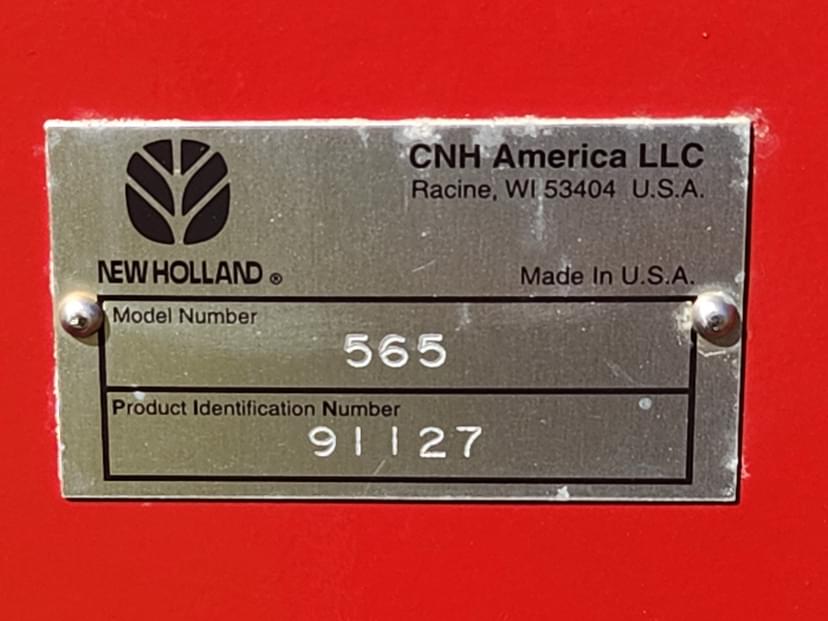 CNH America LLC
Racine, WI 53404 U.S.A.
NEW HOLLAND ®
Made In U.S.A.
Model Number
565
Product Identification Number
91127